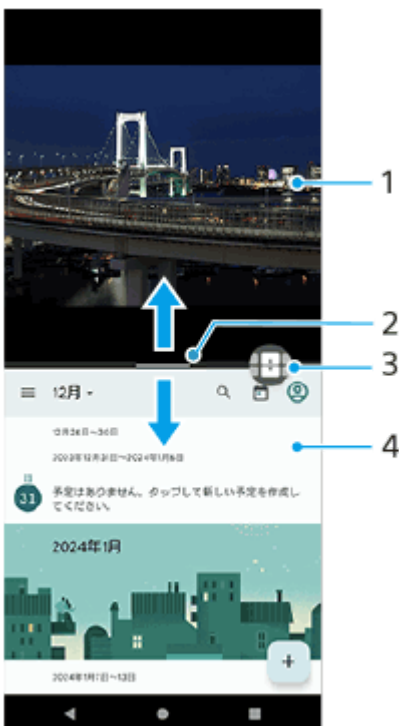 1
2
3
12月
4
12月24日~30日
2023年12月31日~2024年1月6日
日
31
予定はありません。タップして新しい予定を作成し
てください。
2024年1月
2024年1月7日~13日